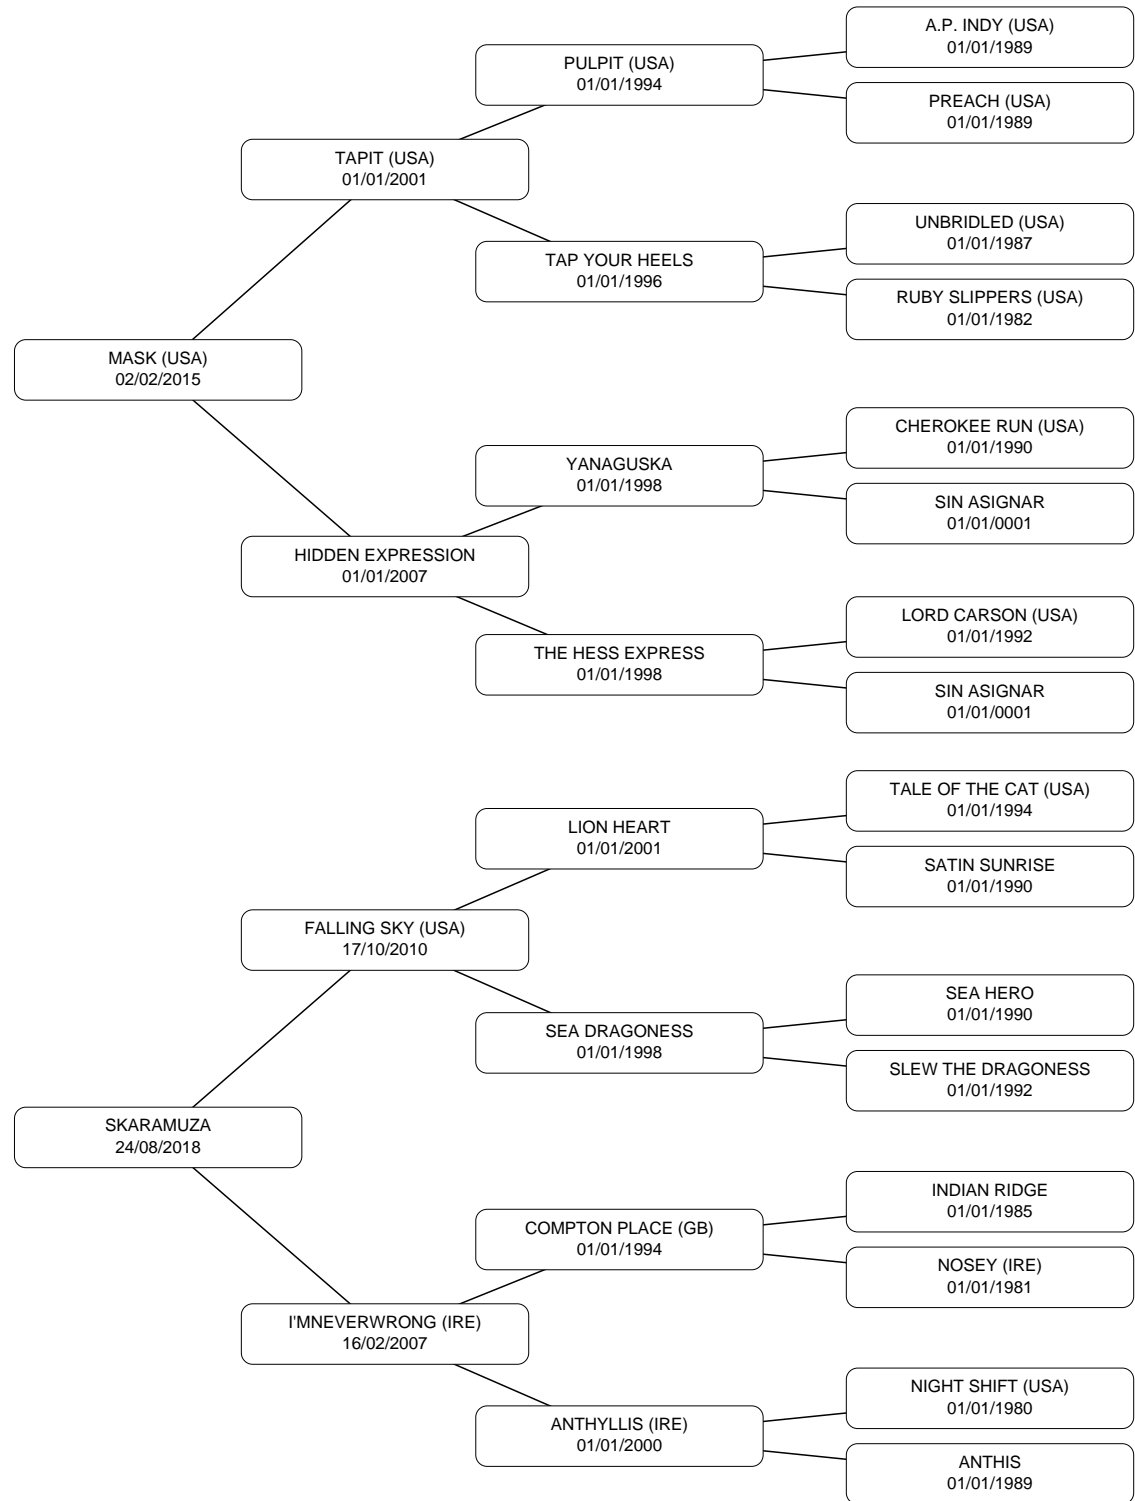 A.P. INDY (USA)
01/01/1989
PULPIT (USA)
01/01/1994
PREACH (USA)
01/01/1989
TAPIT (USA)
01/01/2001
UNBRIDLED (USA)
01/01/1987
TAP YOUR HEELS
01/01/1996
RUBY SLIPPERS (USA)
01/01/1982
MASK (USA)
02/02/2015
CHEROKEE RUN (USA)
01/01/1990
YANAGUSKA
01/01/1998
SIN ASIGNAR
01/01/0001
HIDDEN EXPRESSION
01/01/2007
LORD CARSON (USA)
01/01/1992
THE HESS EXPRESS
01/01/1998
SIN ASIGNAR
01/01/0001
TALE OF THE CAT (USA)
01/01/1994
LION HEART
01/01/2001
SATIN SUNRISE
01/01/1990
FALLING SKY (USA)
17/10/2010
SEA HERO
01/01/1990
SEA DRAGONESS
01/01/1998
SLEW THE DRAGONESS
01/01/1992
SKARAMUZA
24/08/2018
INDIAN RIDGE
01/01/1985
COMPTON PLACE (GB)
01/01/1994
NOSEY (IRE)
01/01/1981
I'MNEVERWRONG (IRE)
16/02/2007
NIGHT SHIFT (USA)
01/01/1980
ANTHYLLIS (IRE)
01/01/2000
ANTHIS
01/01/1989